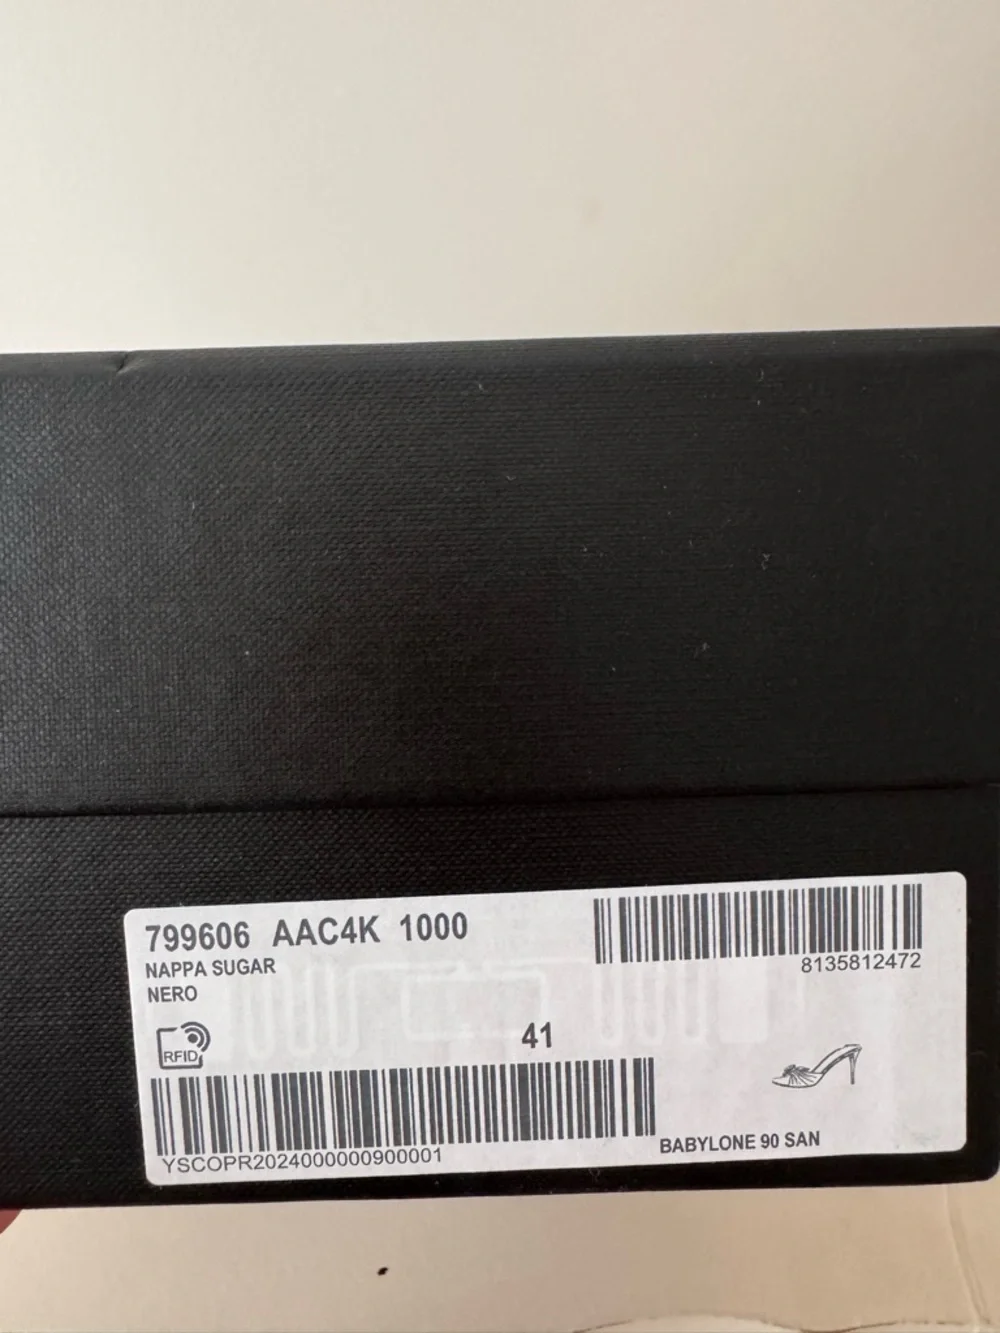 799606 AAC4K 1000
8135812472
NAPPA SUGAR
NERO
RFID
41
YSCOPR2024000000900001
BABYLONE 90 SAN